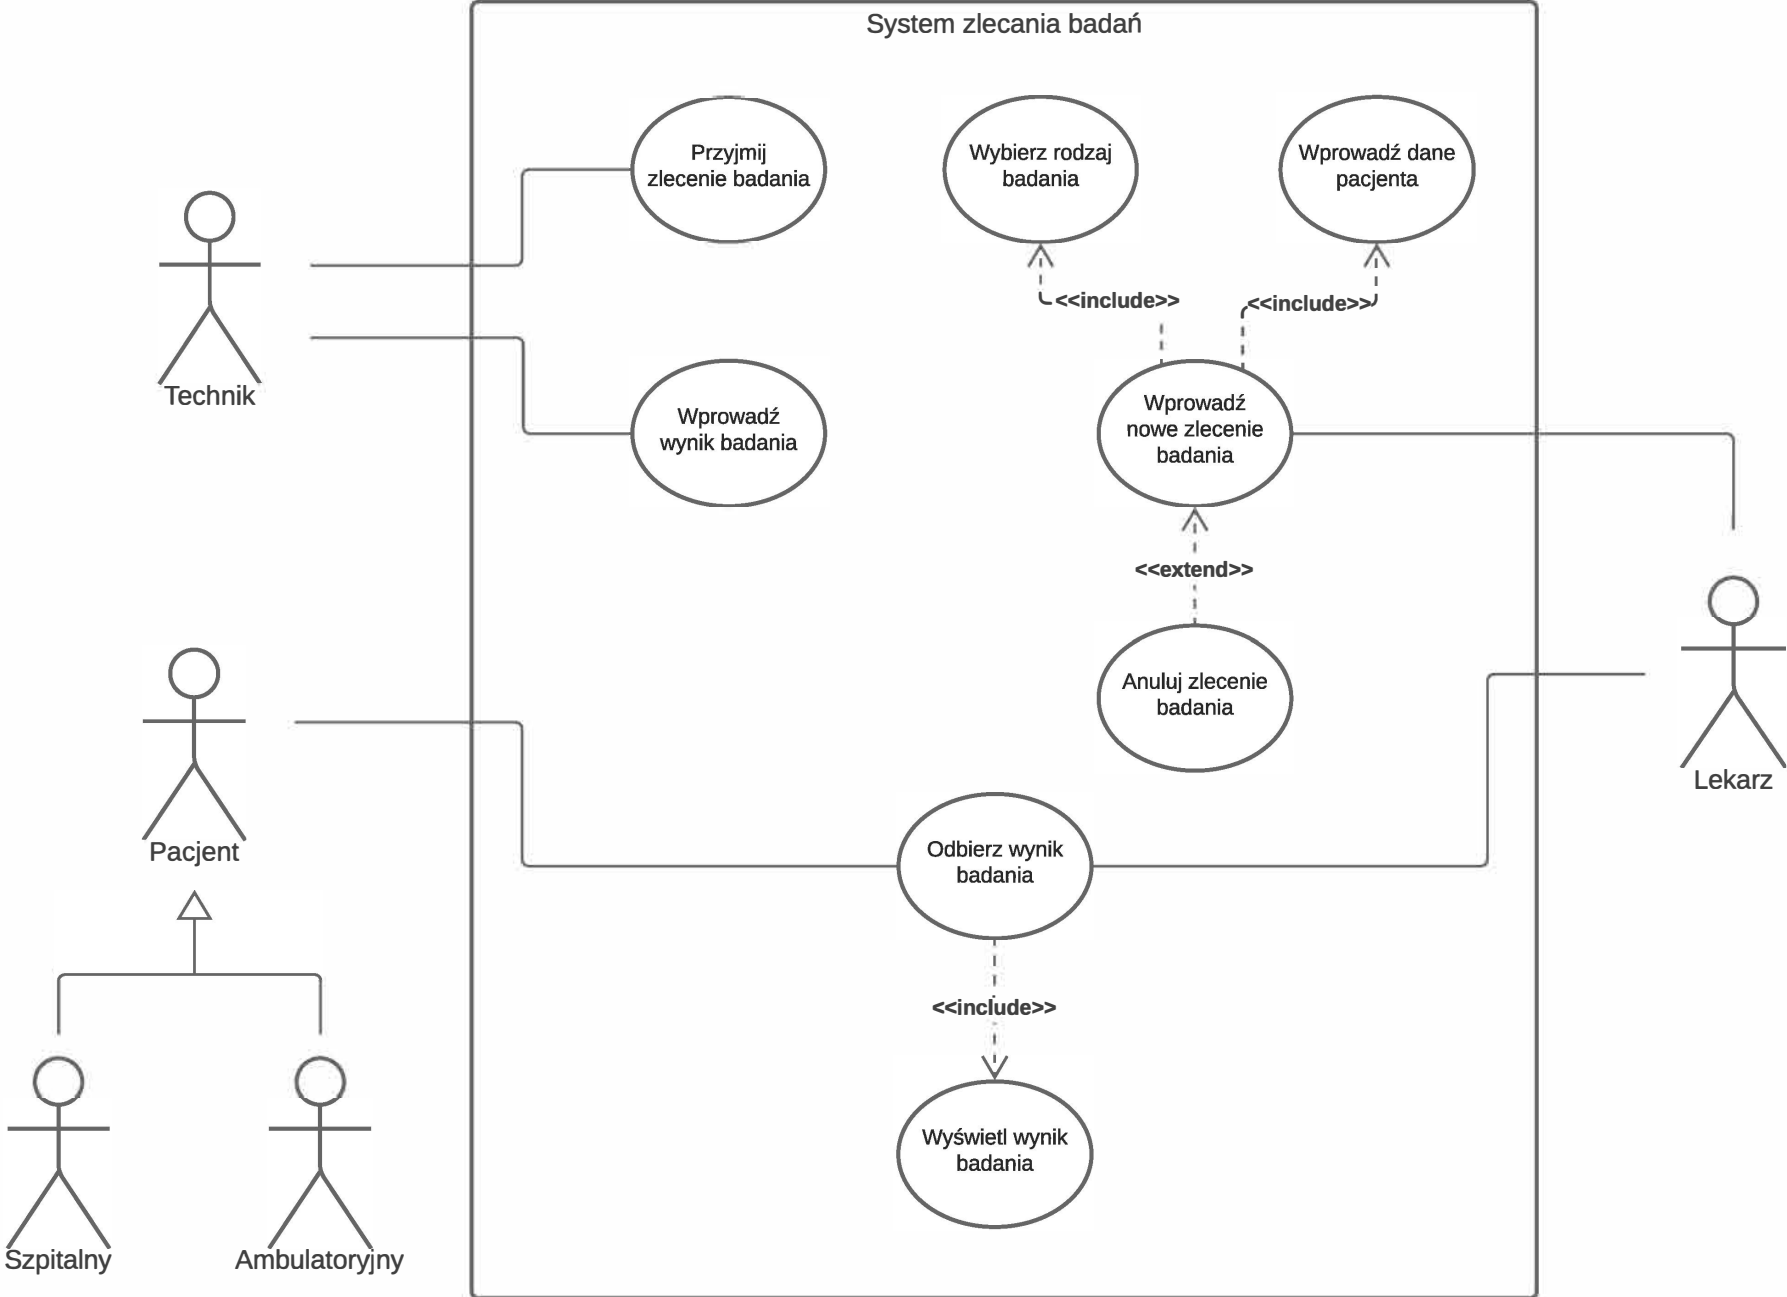 System zlecania badań
Przyjmij
zlecenie badania
Wybierz rodzaj
badania
Wprowadź dane
pacjenta
<<include>>
<<include>>
Technik
Wprowadź
wynik badania
Wprowadź
nowe zlecenie
badania
<<extend>>
Anuluj zlecenie
badania
Lekarz
Pacjent
Odbierz wynik
badania
<<include>>
Wyświetl wynik
badania
Szpitalny
Ambulatoryjny